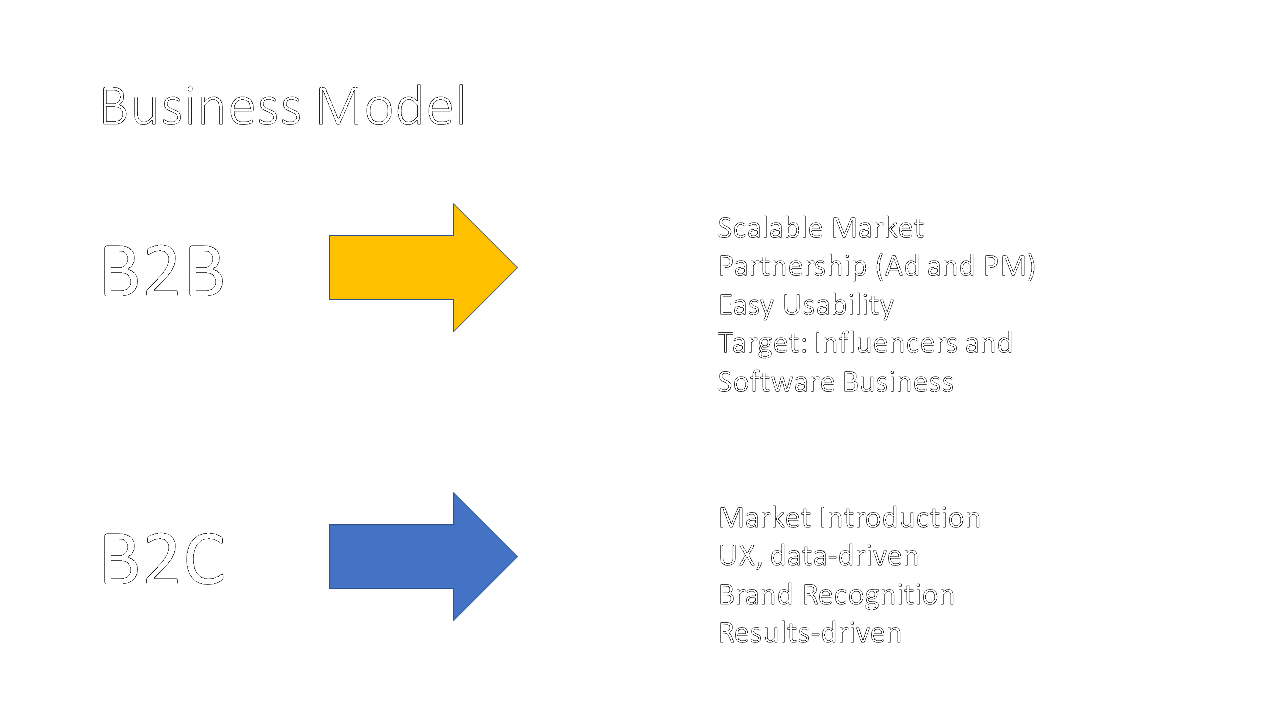 Business Model
B2B
Scalable Market
Partnership (Ad and PM)
Easy Usability
Target: Influencers and
Software Business
B2C
Market Introduction
UX, data-driven
Brand Recognition
Results-driven